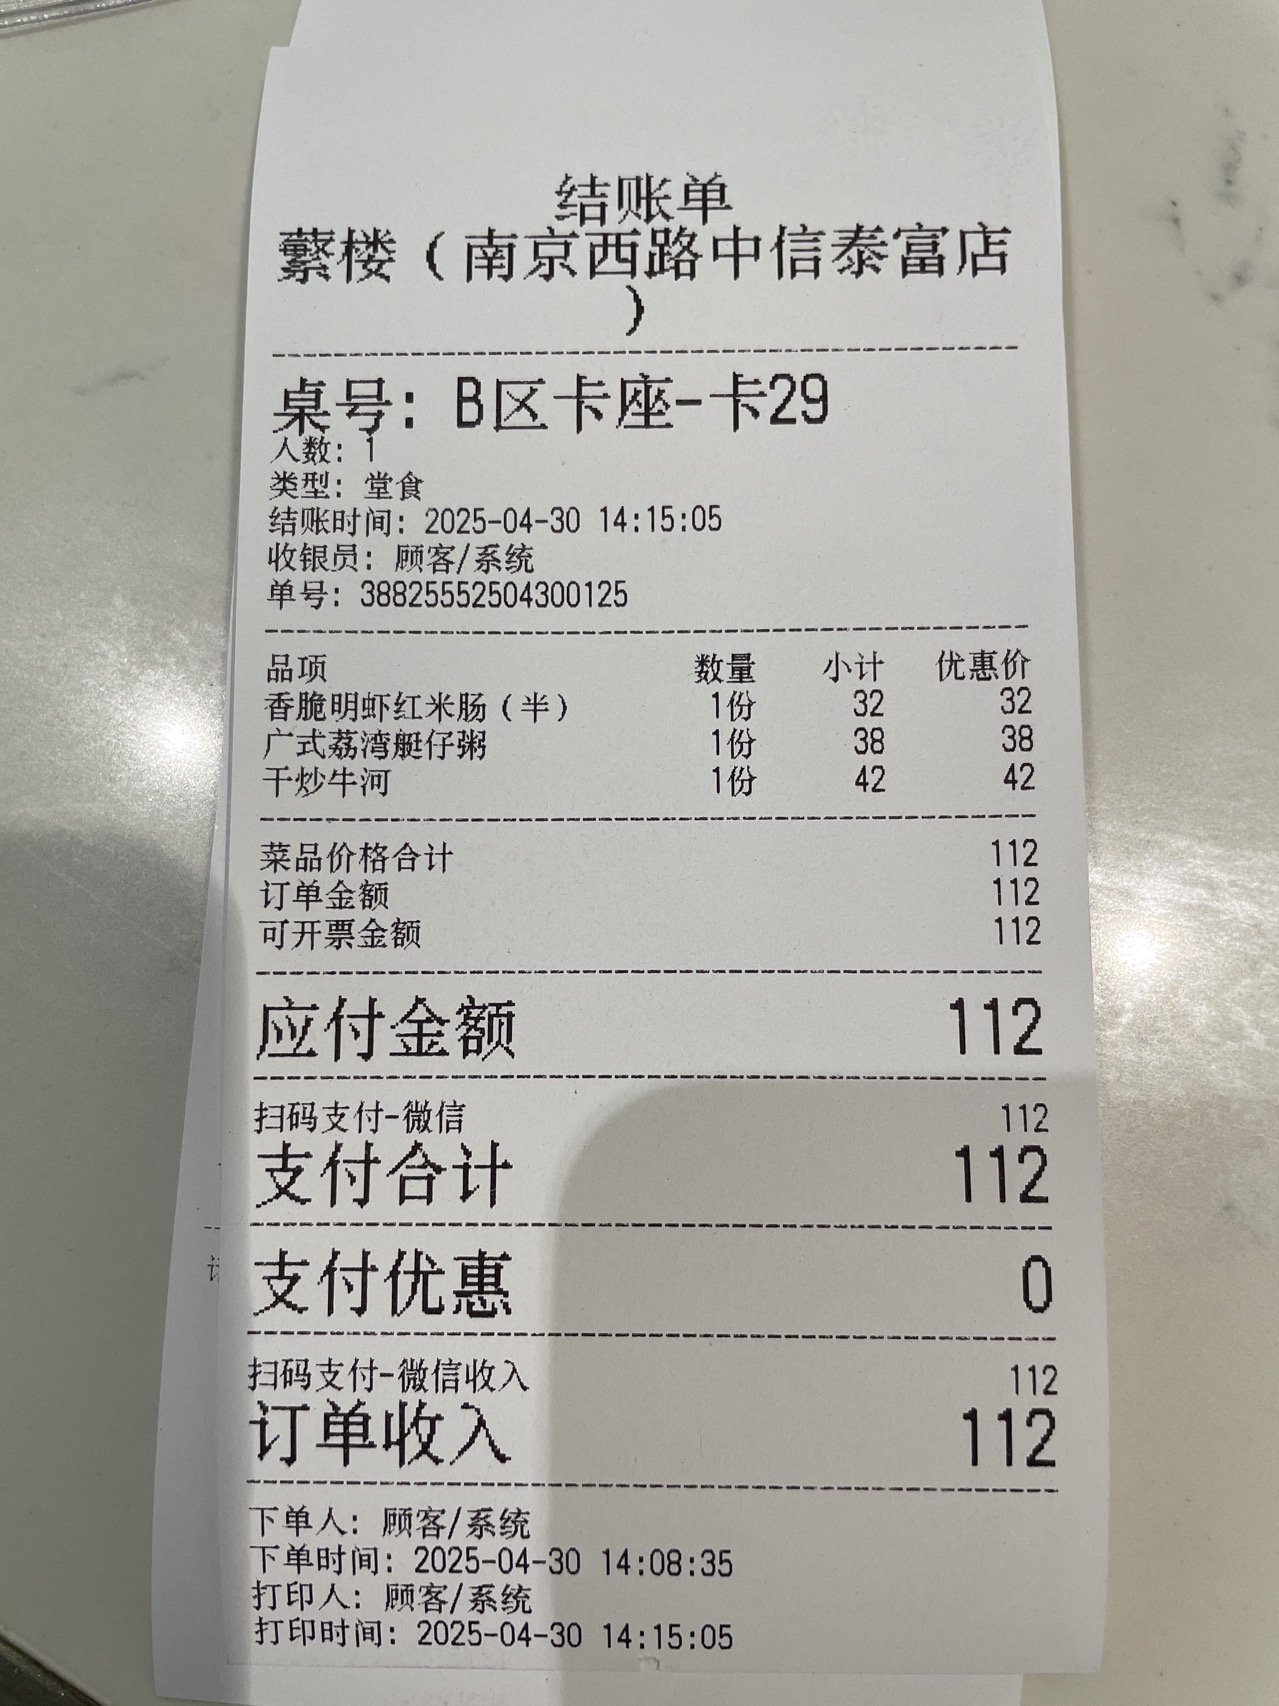 结账单
蘩楼（南京西路中信泰富店
）
桌号：B区卡座-卡29
人数：1
类型：堂食
结账时间：2025-04-30 14:15:05
收银员：顾客/系统
单号：38825552504300125
品项 数量 小计 优惠价
香脆明虾红米肠（半） 1份 32 32
广式荔湾艇仔粥 1份 38 38
干炒牛河 1份 42 42
菜品价格合计 112
订单金额 112
可开票金额 112
应付金额 112
扫码支付-微信 112
支付合计 112
支付优惠 0
扫码支付-微信收入 112
订单收入 112
下单人：顾客/系统
下单时间：2025-04-30 14:08:35
打印人：顾客/系统
打印时间：2025-04-30 14:15:05